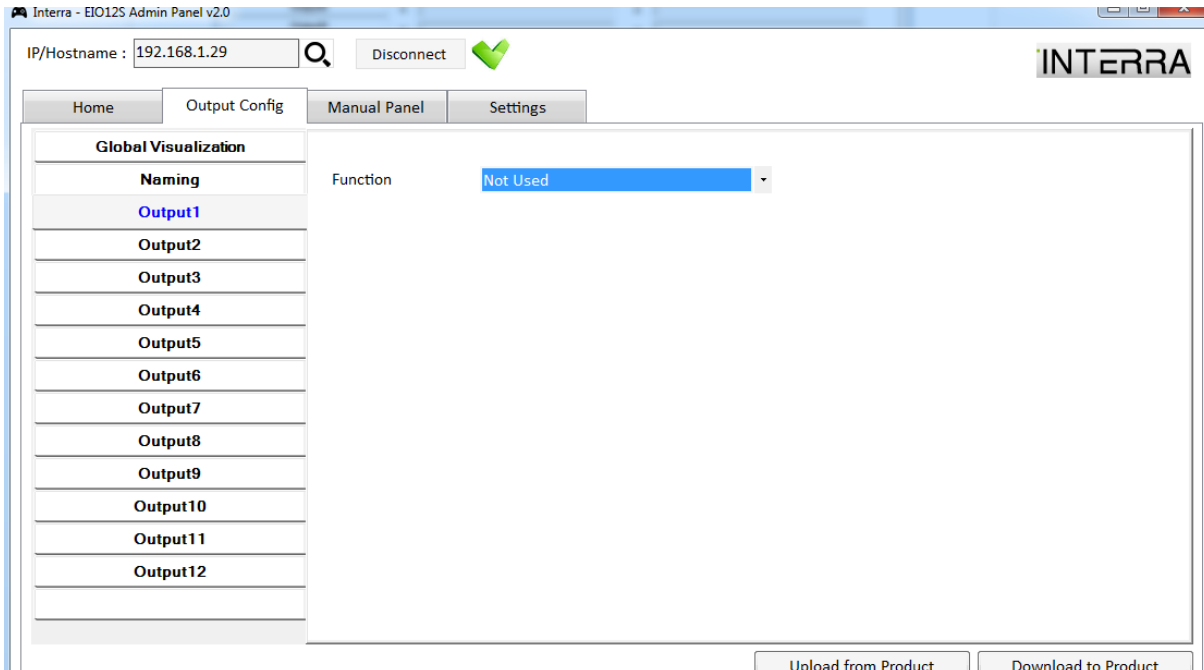 Interra - EIO12S Admin Panel v2.0
IP/Hostname : 192.168.1.29 Disconnect
INTERRA
Home Output Config Manual Panel Settings
Global Visualization
Naming
Function Not Used
Output1
Output2
Output3
Output4
Output5
Output6
Output7
Output8
Output9
Output10
Output11
Output12
Upload from Product Download to Product